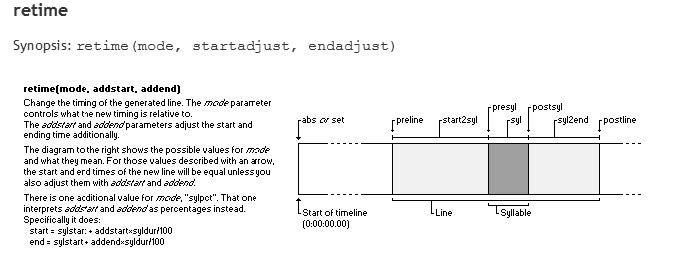 retime
Synopsis: retime(mode, startadjust, endadjust)
retime(mode, addstart, addend)
Change the timing of the generated line. The mode parameter
controls what the new timing is relative to.
The addstart and addend parameters adjust the start and
ending time additionally.
The diagram to the right shows the possible values for mode
and what they mean. For those values described with an arrow,
the start and end times of the new line will be equal unless you
also adjust them with addstart and addend.
There is one additional value for mode, "sylpct". That one
interprets addstart and addend as percentages instead.
Specifically it does:
start = sylstart + addstart×syldur/100
end = sylstart + addend×syldur/100
presyl postsyl
abs or set preline start2syl syl syl2end postline
Start of timeline Line Syllable
(0:00:00.00)